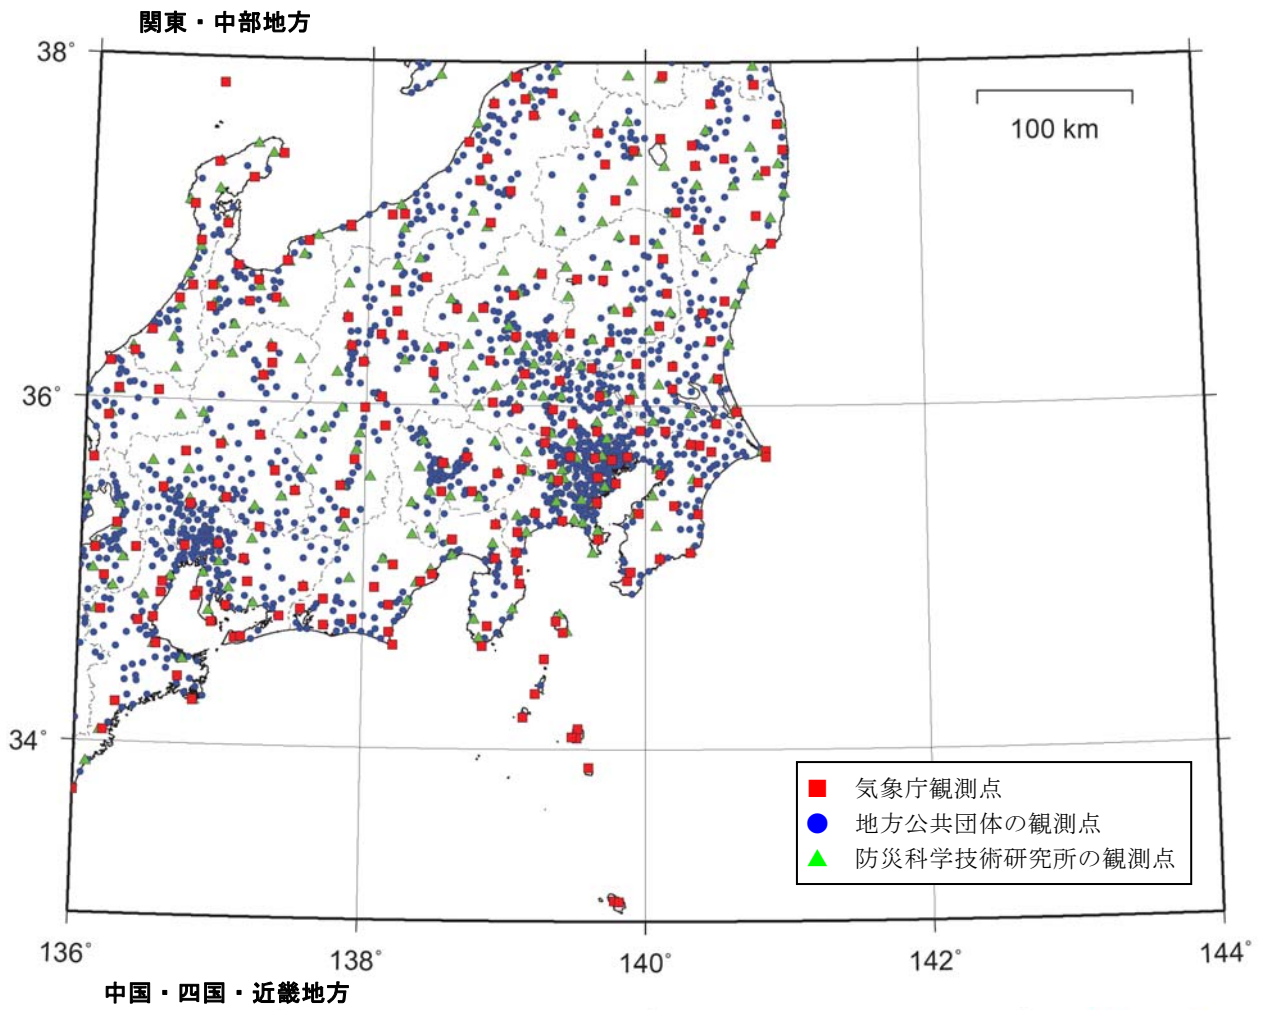 関東・中部地方
38°
100 km
36°
34°
気象庁観測点
地方公共団体の観測点
防災科学技術研究所の観測点
136°
138°
140°
142°
144°
中国・四国・近畿地方